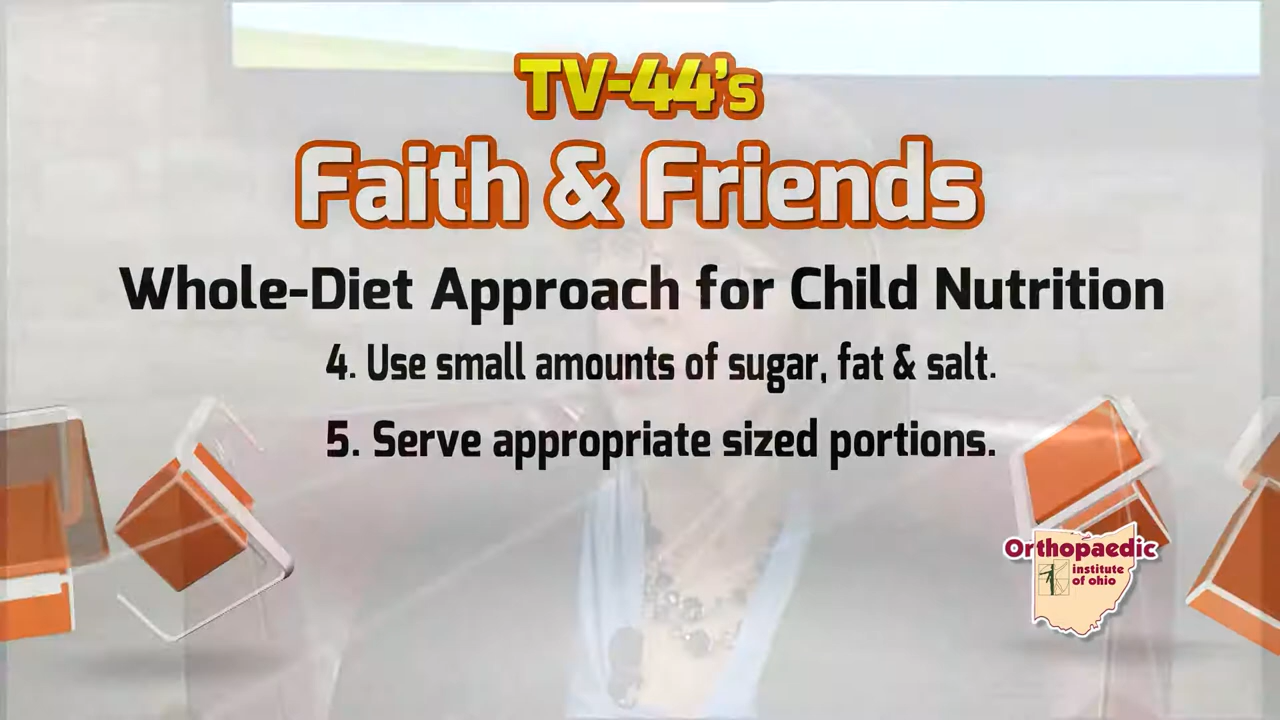 TV-44's
Faith & Friends
Whole-Diet Approach for Child Nutrition
4. Use small amounts of sugar, fat & salt.
5. Serve appropriate sized portions.
Orthopaedic
institute
of ohio